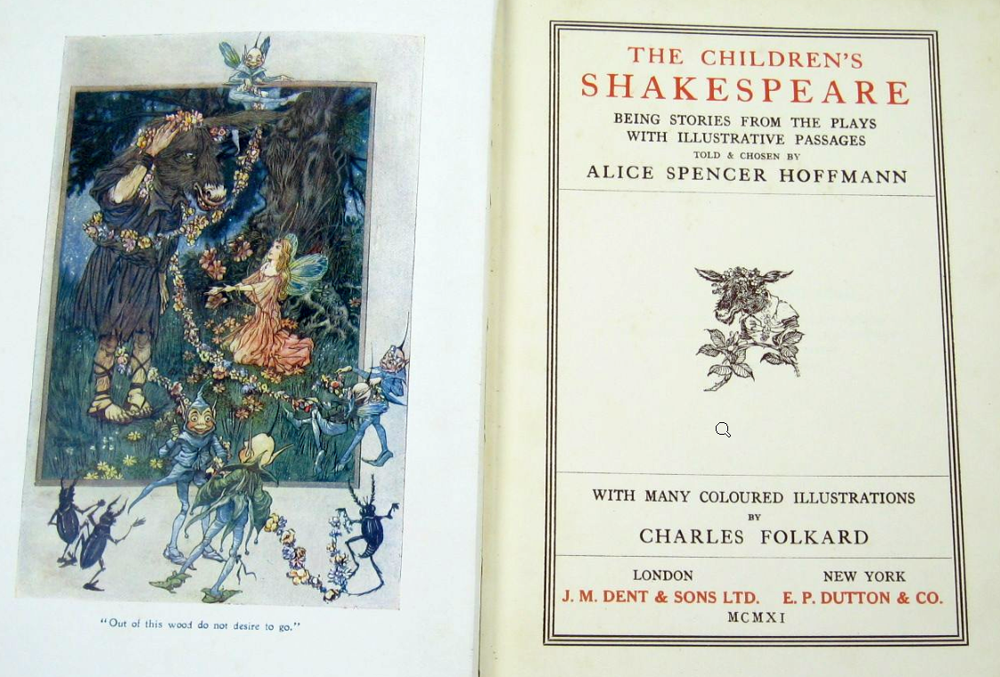 "Out of this wood do not desire to go."
THE CHILDREN'S
SHAKESPEARE
BEING STORIES FROM THE PLAYS
WITH ILLUSTRATIVE PASSAGES
TOLD & CHOSEN BY
ALICE SPENCER HOFFMANN
WITH MANY COLOURED ILLUSTRATIONS
BY
CHARLES FOLKARD
LONDON NEW YORK
J. M. DENT & SONS LTD. E. P. DUTTON & CO.
MCMXI